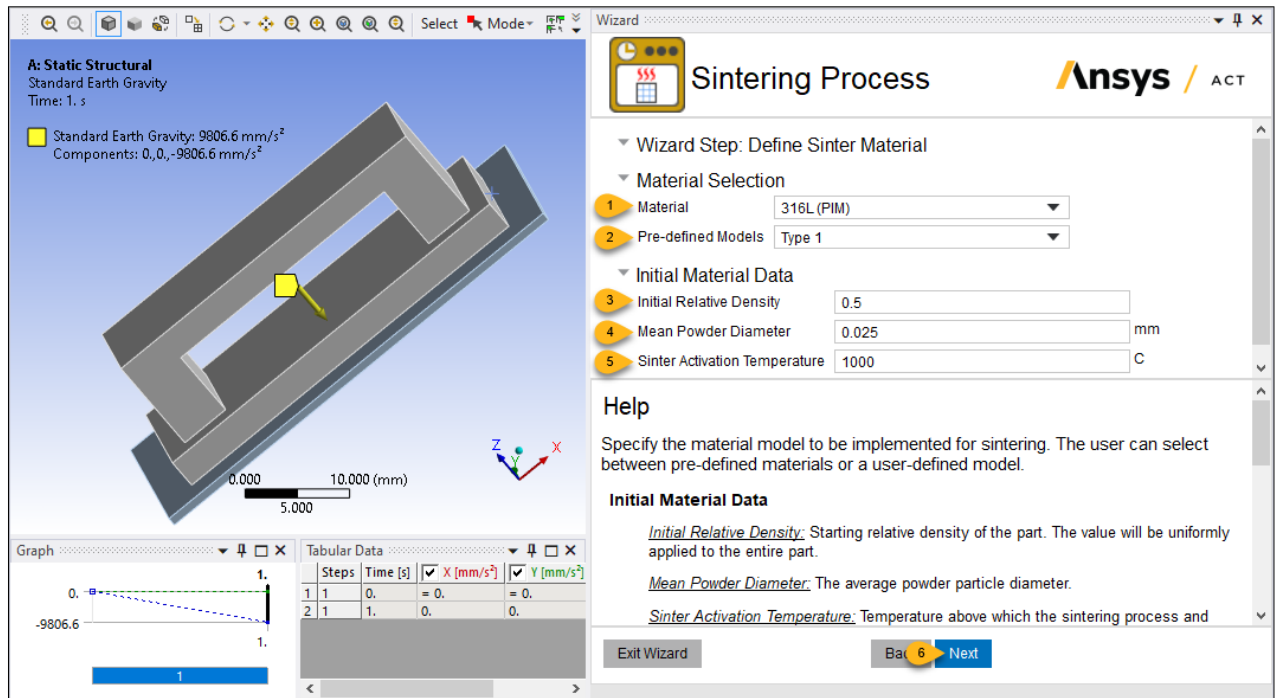 Select Mode
A: Static Structural
Standard Earth Gravity
Time: 1. s
Standard Earth Gravity: 9806.6 mm/s²
Components: 0.,0.,-9806.6 mm/s²
Z
Y
X
0.000 10.000 (mm)
5.000
Graph
1.
0.
-9806.6
1.
1
Tabular Data
Steps Time [s] X [mm/s²] Y [mm/s²]
1 1 0. = 0. = 0.
2 1 1. 0. 0.
Wizard
Sintering Process
Ansys / ACT
Wizard Step: Define Sinter Material
Material Selection
1 Material 316L (PIM)
2 Pre-defined Models Type 1
Initial Material Data
3 Initial Relative Density 0.5
4 Mean Powder Diameter 0.025 mm
5 Sinter Activation Temperature 1000 C
Help
Specify the material model to be implemented for sintering. The user can select
between pre-defined materials or a user-defined model.
Initial Material Data
Initial Relative Density: Starting relative density of the part. The value will be uniformly
applied to the entire part.
Mean Powder Diameter: The average powder particle diameter.
Sinter Activation Temperature: Temperature above which the sintering process and
Exit Wizard Ba 6 Next